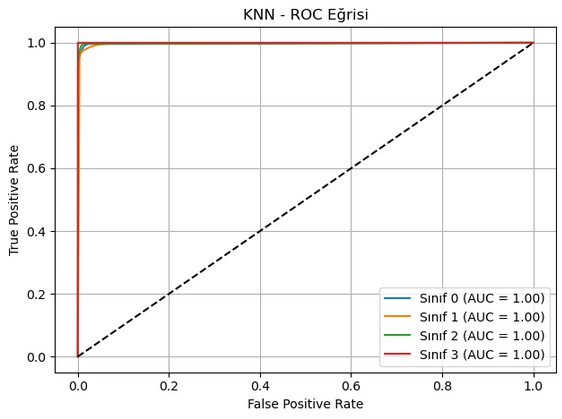 KNN - ROC Eğrisi
True Positive Rate
1.0
0.8
0.6
0.4
0.2
0.0
Sınıf 0 (AUC = 1.00)
Sınıf 1 (AUC = 1.00)
Sınıf 2 (AUC = 1.00)
Sınıf 3 (AUC = 1.00)
0.0 0.2 0.4 0.6 0.8 1.0
False Positive Rate